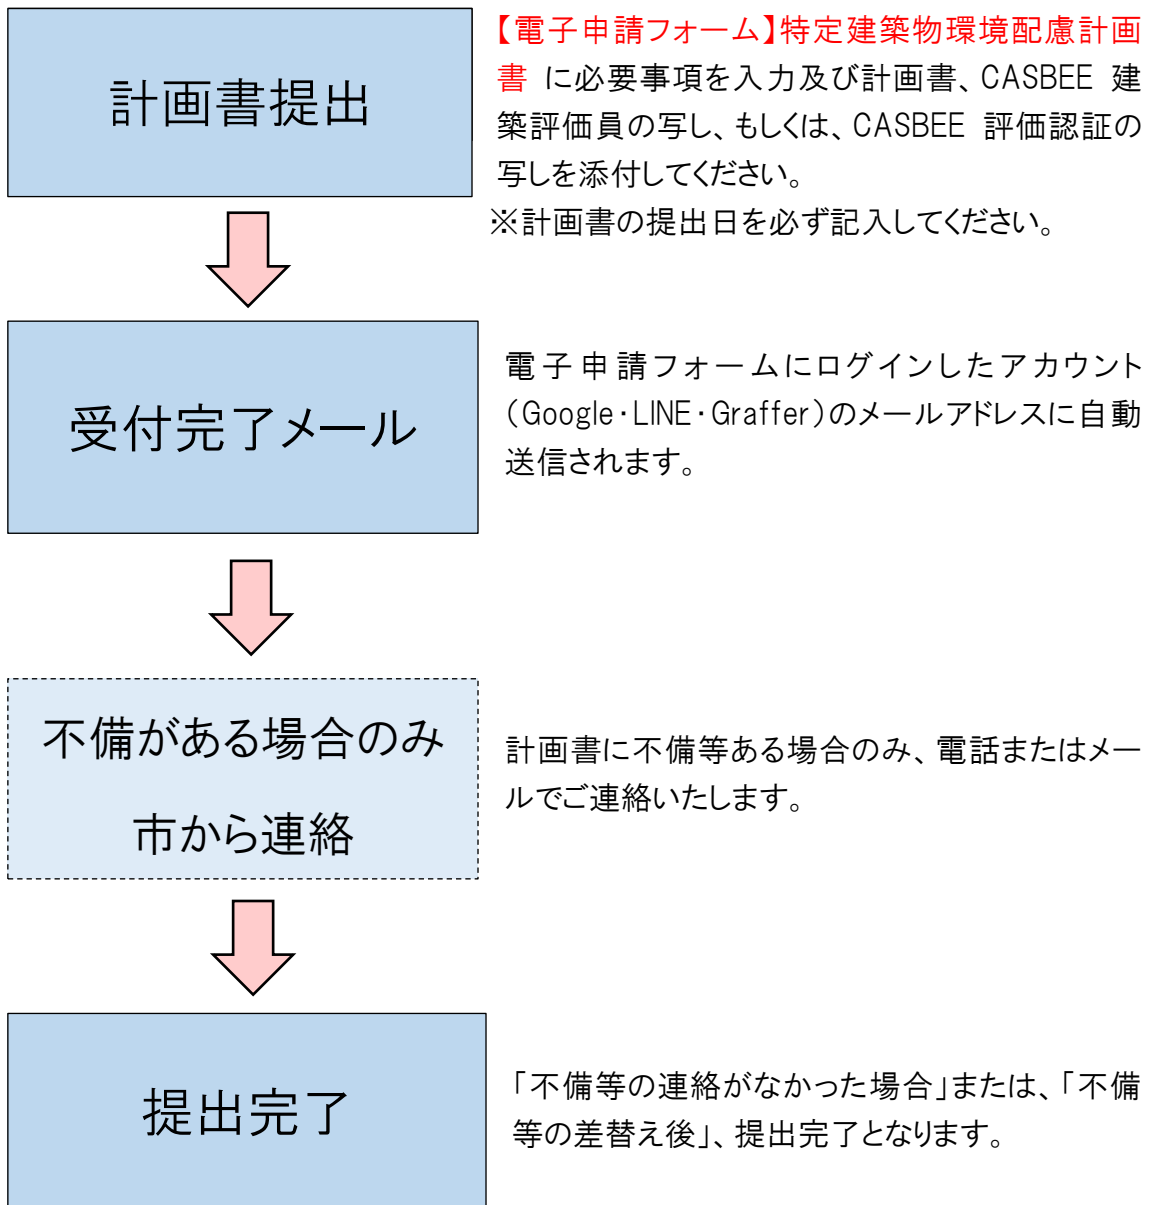 計画書提出
【電子申請フォーム】特定建築物環境配慮計画
書 に必要事項を入力及び計画書、CASBEE 建
築評価員の写し、もしくは、CASBEE 評価認証の
写しを添付してください。
※計画書の提出日を必ず記入してください。
受付完了メール
電子申請フォームにログインしたアカウント
（Google・LINE・Graffer）のメールアドレスに自動
送信されます。
不備がある場合のみ
市から連絡
計画書に不備等ある場合のみ、電話またはメー
ルでご連絡いたします。
提出完了
「不備等の連絡がなかった場合」または、「不備
等の差替え後」、提出完了となります。